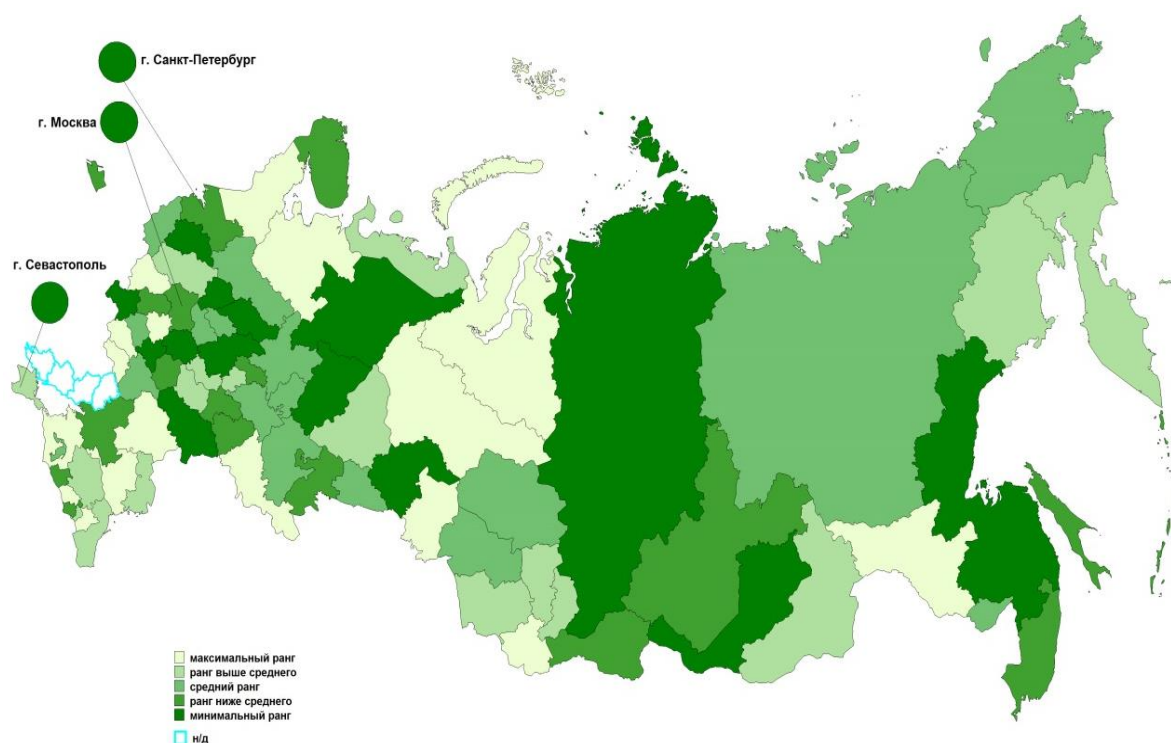 г. Санкт-Петербург
г. Москва
г. Севастополь
максимальный ранг
ранг выше среднего
средний ранг
ранг ниже среднего
минимальный ранг
н/д